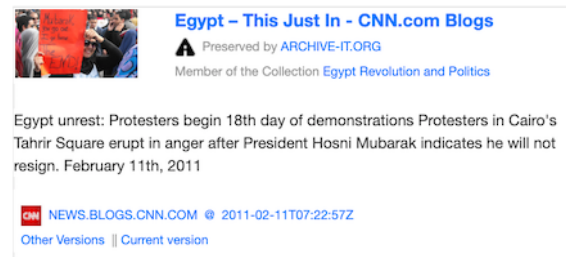 Egypt – This Just In - CNN.com Blogs
Preserved by ARCHIVE-IT.ORG
Member of the Collection Egypt Revolution and Politics
Egypt unrest: Protesters begin 18th day of demonstrations Protesters in Cairo's
Tahrir Square erupt in anger after President Hosni Mubarak indicates he will not
resign. February 11th, 2011
CNN NEWS.BLOGS.CNN.COM @ 2011-02-11T07:22:57Z
Other Versions || Current version